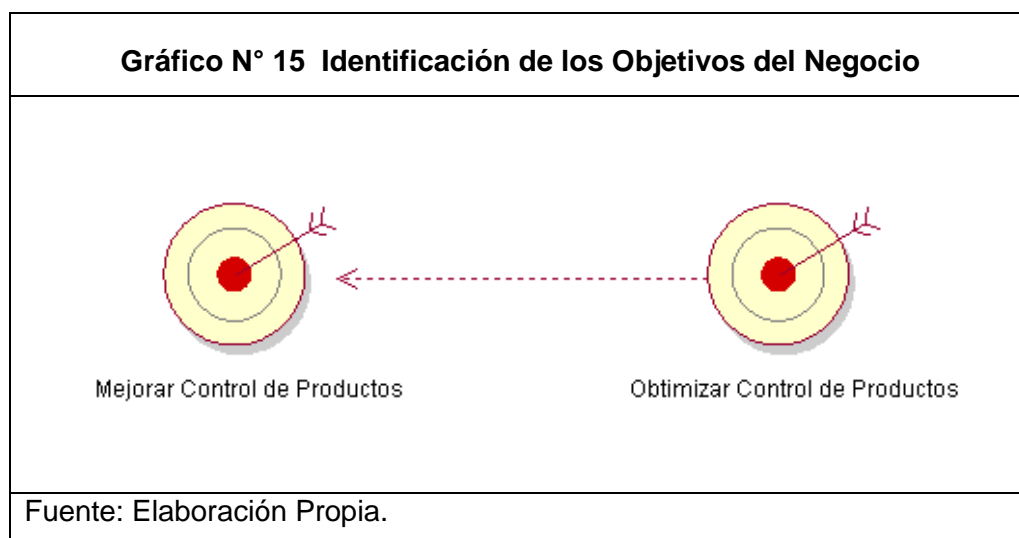 Gráfico N° 15 Identificación de los Objetivos del Negocio
Mejorar Control de Productos
Obtimizar Control de Productos
Fuente: Elaboración Propia.